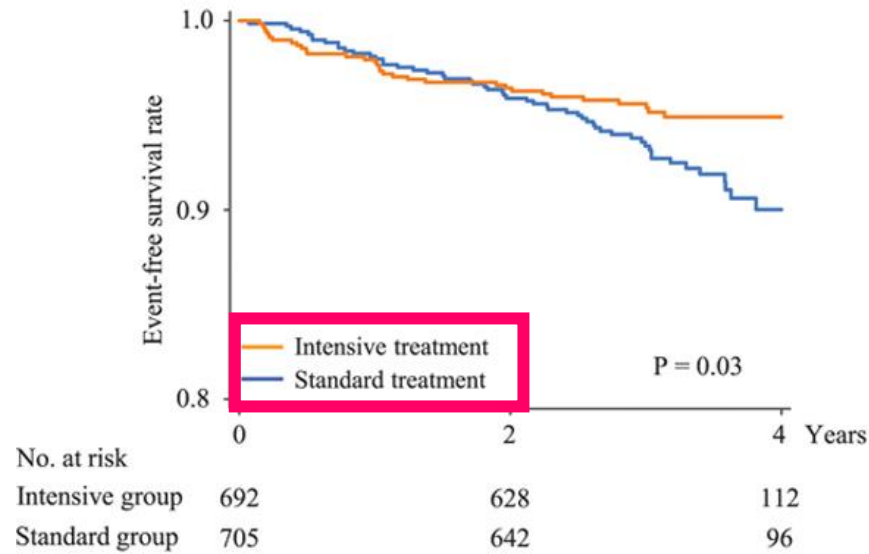 1.0
0.9
0.8
Event-free survival rate
Intensive treatment
Standard treatment
P = 0.03
0 2 4 Years
No. at risk
Intensive group 692 628 112
Standard group 705 642 96